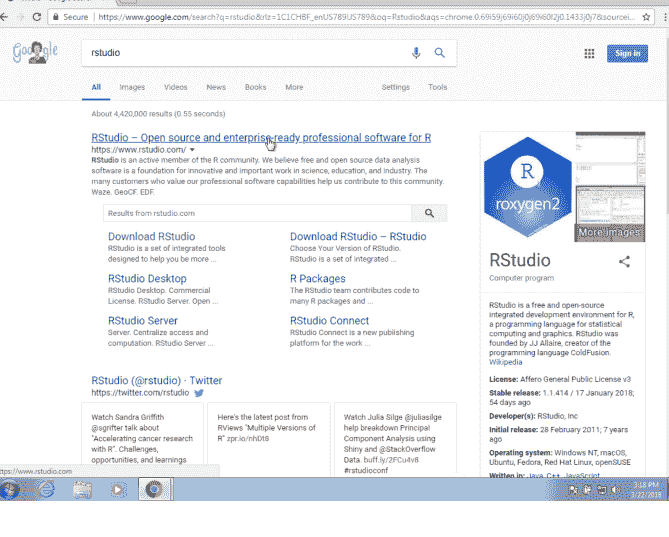 Secure https://www.google.com/search?q=rstudio&rlz=1C1CHBF_enUS789US789&oq=Rstudio&aqs=chrome.
Google
rstudio
Sign in
All Images Videos News Books More Settings Tools
About 4,420,000 results (0.55 seconds)
RStudio – Open source and enterprise-ready professional software for R
https://www.rstudio.com/
RStudio is an active member of the R community. We believe free and open source data analysis
software is a foundation for innovative and important work in science, education, and industry. The
many customers who value our professional software capabilities help us contribute to this community.
Waze. GeoCF. EDF.
Results from rstudio.com
Download RStudio
RStudio is a set of integrated tools
designed to help you be more ...
Download RStudio – RStudio
Choose Your Version of RStudio.
RStudio is a set of integrated ...
RStudio Desktop
RStudio Desktop. Commercial
License. RStudio Server. Open ...
R Packages
The RStudio team contributes code to
many R packages and ...
RStudio Server
Server. Centralize access and
computation. RStudio Server ...
RStudio Connect
RStudio Connect is a new publishing
platform for the work ...
RStudio (@rstudio) · Twitter
https://twitter.com/rstudio
Watch Sandra Griffith
@sgrifter talk about
"Accelerating cancer research
with R". Challenges,
opportunities, and learnings
Here's the latest post from
RViews "Multiple Versions of
R" zpr.io/nhDt8
Watch Julia Silge @juliasilge
help breakdown Principal
Component Analysis using
Shiny and @StackOverflow
Data. buff.ly/2FCu4v8
#rstudioconf
R
roxygen2
More images
RStudio
Computer program
RStudio is a free and open-source
integrated development environment for R,
a programming language for statistical
computing and graphics. RStudio was
founded by JJ Allaire, creator of the
programming language ColdFusion.
Wikipedia
License: Affero General Public License v3
Stable release: 1.1.414 / 17 January 2018;
54 days ago
Developer(s): RStudio, Inc
Initial release: 28 February 2011; 7 years
ago
Operating system: Windows NT, macOS,
Ubuntu, Fedora, Red Hat Linux, openSUSE
Written in: Java, C++, JavaScript
ttps://www.rstudio.com
3:18 PM
3/22/2018